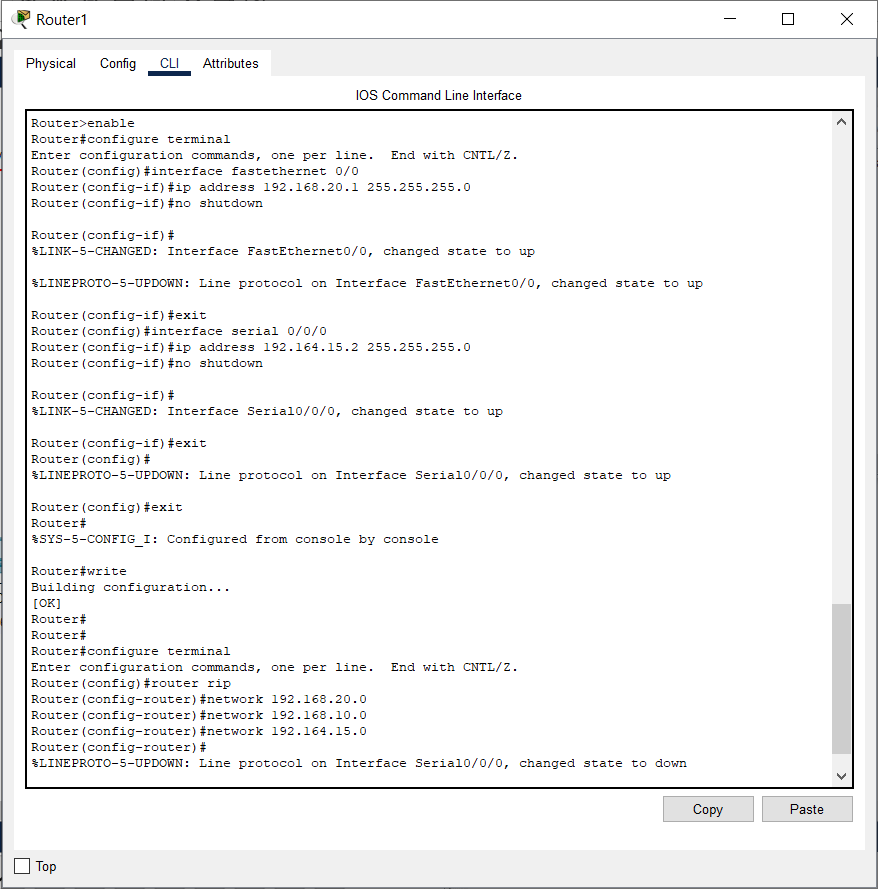 Router1
Physical Config CLI Attributes
IOS Command Line Interface
Router>enable
Router#configure terminal
Enter configuration commands, one per line.  End with CNTL/Z.
Router(config)#interface fastethernet 0/0
Router(config-if)#ip address 192.168.20.1 255.255.255.0
Router(config-if)#no shutdown
Router(config-if)#
%LINK-5-CHANGED: Interface FastEthernet0/0, changed state to up
%LINEPROTO-5-UPDOWN: Line protocol on Interface FastEthernet0/0, changed state to up
Router(config-if)#exit
Router(config)#interface serial 0/0/0
Router(config-if)#ip address 192.164.15.2 255.255.255.0
Router(config-if)#no shutdown
Router(config-if)#
%LINK-5-CHANGED: Interface Serial0/0/0, changed state to up
Router(config-if)#exit
Router(config)#
%LINEPROTO-5-UPDOWN: Line protocol on Interface Serial0/0/0, changed state to up
Router(config)#exit
Router#
%SYS-5-CONFIG_I: Configured from console by console
Router#write
Building configuration...
[OK]
Router#
Router#
Router#configure terminal
Enter configuration commands, one per line.  End with CNTL/Z.
Router(config)#router rip
Router(config-router)#network 192.168.20.0
Router(config-router)#network 192.168.10.0
Router(config-router)#network 192.164.15.0
Router(config-router)#
%LINEPROTO-5-UPDOWN: Line protocol on Interface Serial0/0/0, changed state to down
Copy Paste
Top